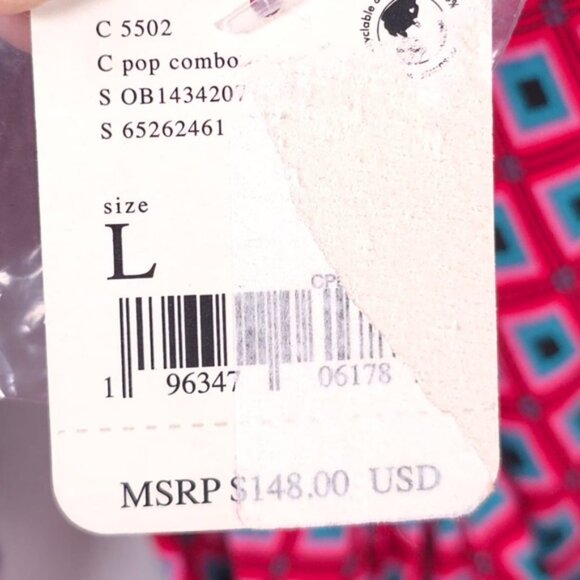 C 5502
C pop combo
S OB1434207
S 65262461
size
L
1 96347 06178
MSRP $148.00 USD